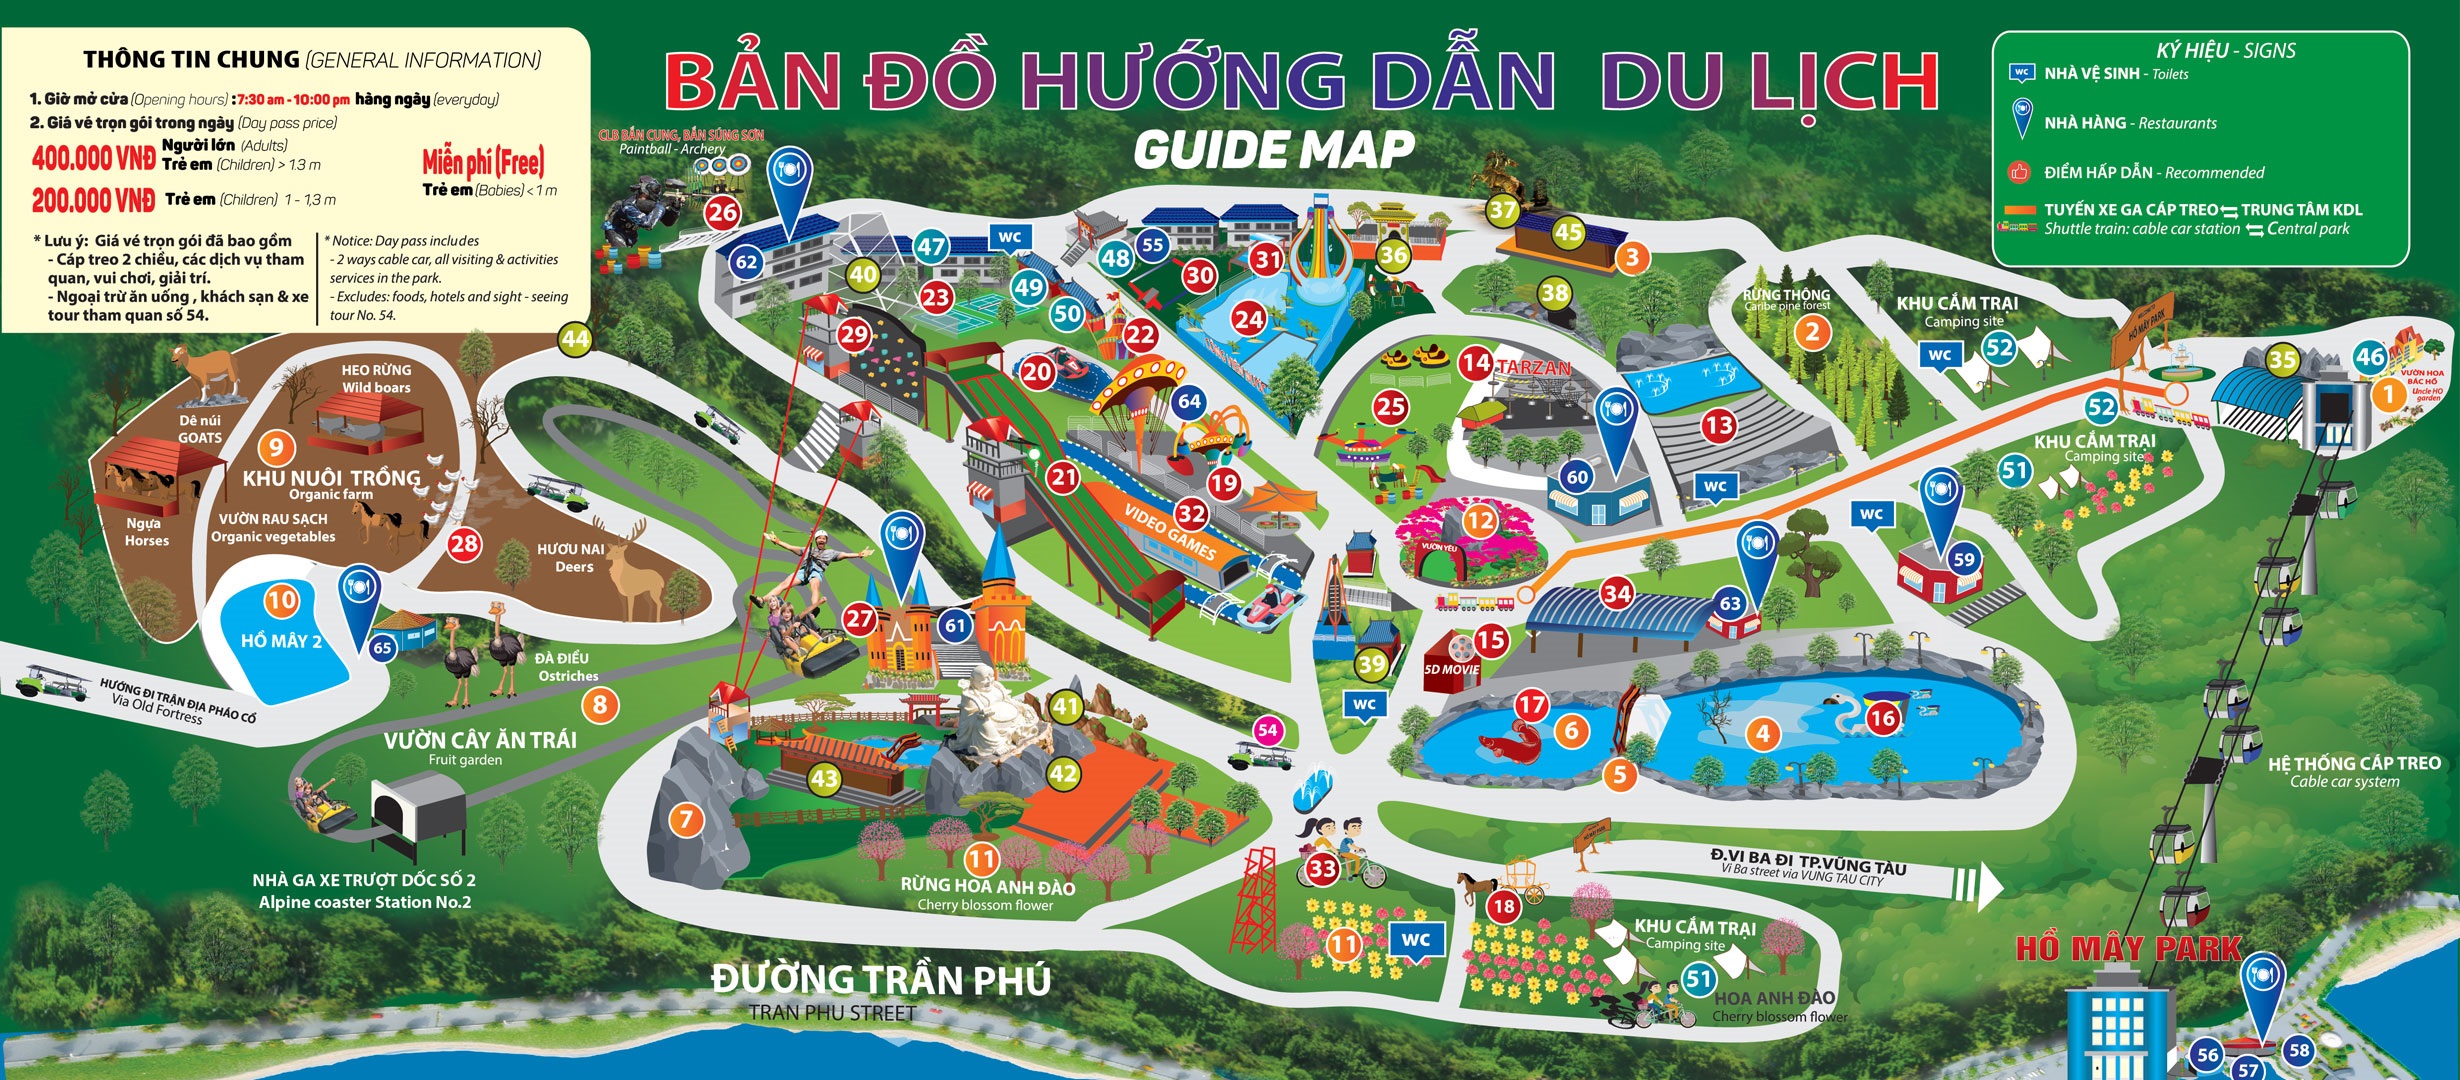 BẢN ĐỒ HƯỚNG DẪN DU LỊCH
GUIDE MAP
THÔNG TIN CHUNG (GENERAL INFORMATION)
1. Giờ mở cửa (Opening hours) : 7:30 am - 10:00 pm hàng ngày (everyday)
2. Giá vé trọn gói trong ngày (Day pass price)
400.000 VNĐ Người lớn (Adults)
Trẻ em (Children) > 1.3 m
200.000 VNĐ Trẻ em (Children) 1 - 1,3 m
Miễn phí (Free)
Trẻ em (Babies) < 1 m
* Lưu ý: Giá vé trọn gói đã bao gồm
- Cáp treo 2 chiều, các dịch vụ tham
quan, vui chơi, giải trí.
- Ngoại trừ ăn uống , khách sạn & xe
tour tham quan số 54.
* Notice: Day pass includes
- 2 ways cable car, all visiting & activities
services in the park.
- Excludes: foods, hotels and sight - seeing
tour No. 54.
KÝ HIỆU - SIGNS
WC NHÀ VỆ SINH - Toilets
NHÀ HÀNG - Restaurants
ĐIỂM HẤP DẪN - Recommended
TUYẾN XE GA CÁP TREO TRUNG TÂM KDL
Shuttle train: cable car station Central park
CLB BẮN CUNG, BẮN SÚNG SƠN
Paintball - Archery
26
62
40
47
WC
23
49
50
48
55
30
31
24
22
36
37
45
3
38
RỪNG THÔNG
Caribe pine forest
2
KHU CẮM TRẠI
Camping site
52
WC
HỒ MÂY PARK
35
46
VƯỜN HOA
BÁC HỒ
Uncle HO
garden
1
52
KHU CẮM TRẠI
Camping site
51
44
HEO RỪNG
Wild boars
Dê núi
GOATS
9
KHU NUÔI TRỒNG
Organic farm
VƯỜN RAU SẠCH
Organic vegetables
Ngựa
Horses
28
HƯƠU NAI
Deers
10
HỒ MÂY 2
65
ĐÀ ĐIỂU
Ostriches
8
HƯỚNG ĐI TRẬN ĐỊA PHÁO CỔ
Via Old Fortress
VƯỜN CÂY ĂN TRÁI
Fruit garden
NHÀ GA XE TRƯỢT DỐC SỐ 2
Alpine coaster Station No.2
29
20
64
21
19
32
VIDEO GAMES
25
14
TARZAN
60
13
WC
12
VƯỜN YÊU
WC
59
34
63
15
5D MOVIE
39
WC
27
61
41
42
43
7
54
11
RỪNG HOA ANH ĐÀO
Cherry blossom flower
17
6
5
4
16
HỆ THỐNG CÁP TREO
Cable car system
33
HỒ MÂY PARK
Đ.VI BA ĐI TP.VŨNG TÀU
Vi Ba street via VUNG TAU CITY
18
11
WC
KHU CẮM TRẠI
Camping site
51
HOA ANH ĐÀO
Cherry blossom flower
ĐƯỜNG TRẦN PHÚ
TRAN PHU STREET
HỒ MÂY PARK
56
57
58